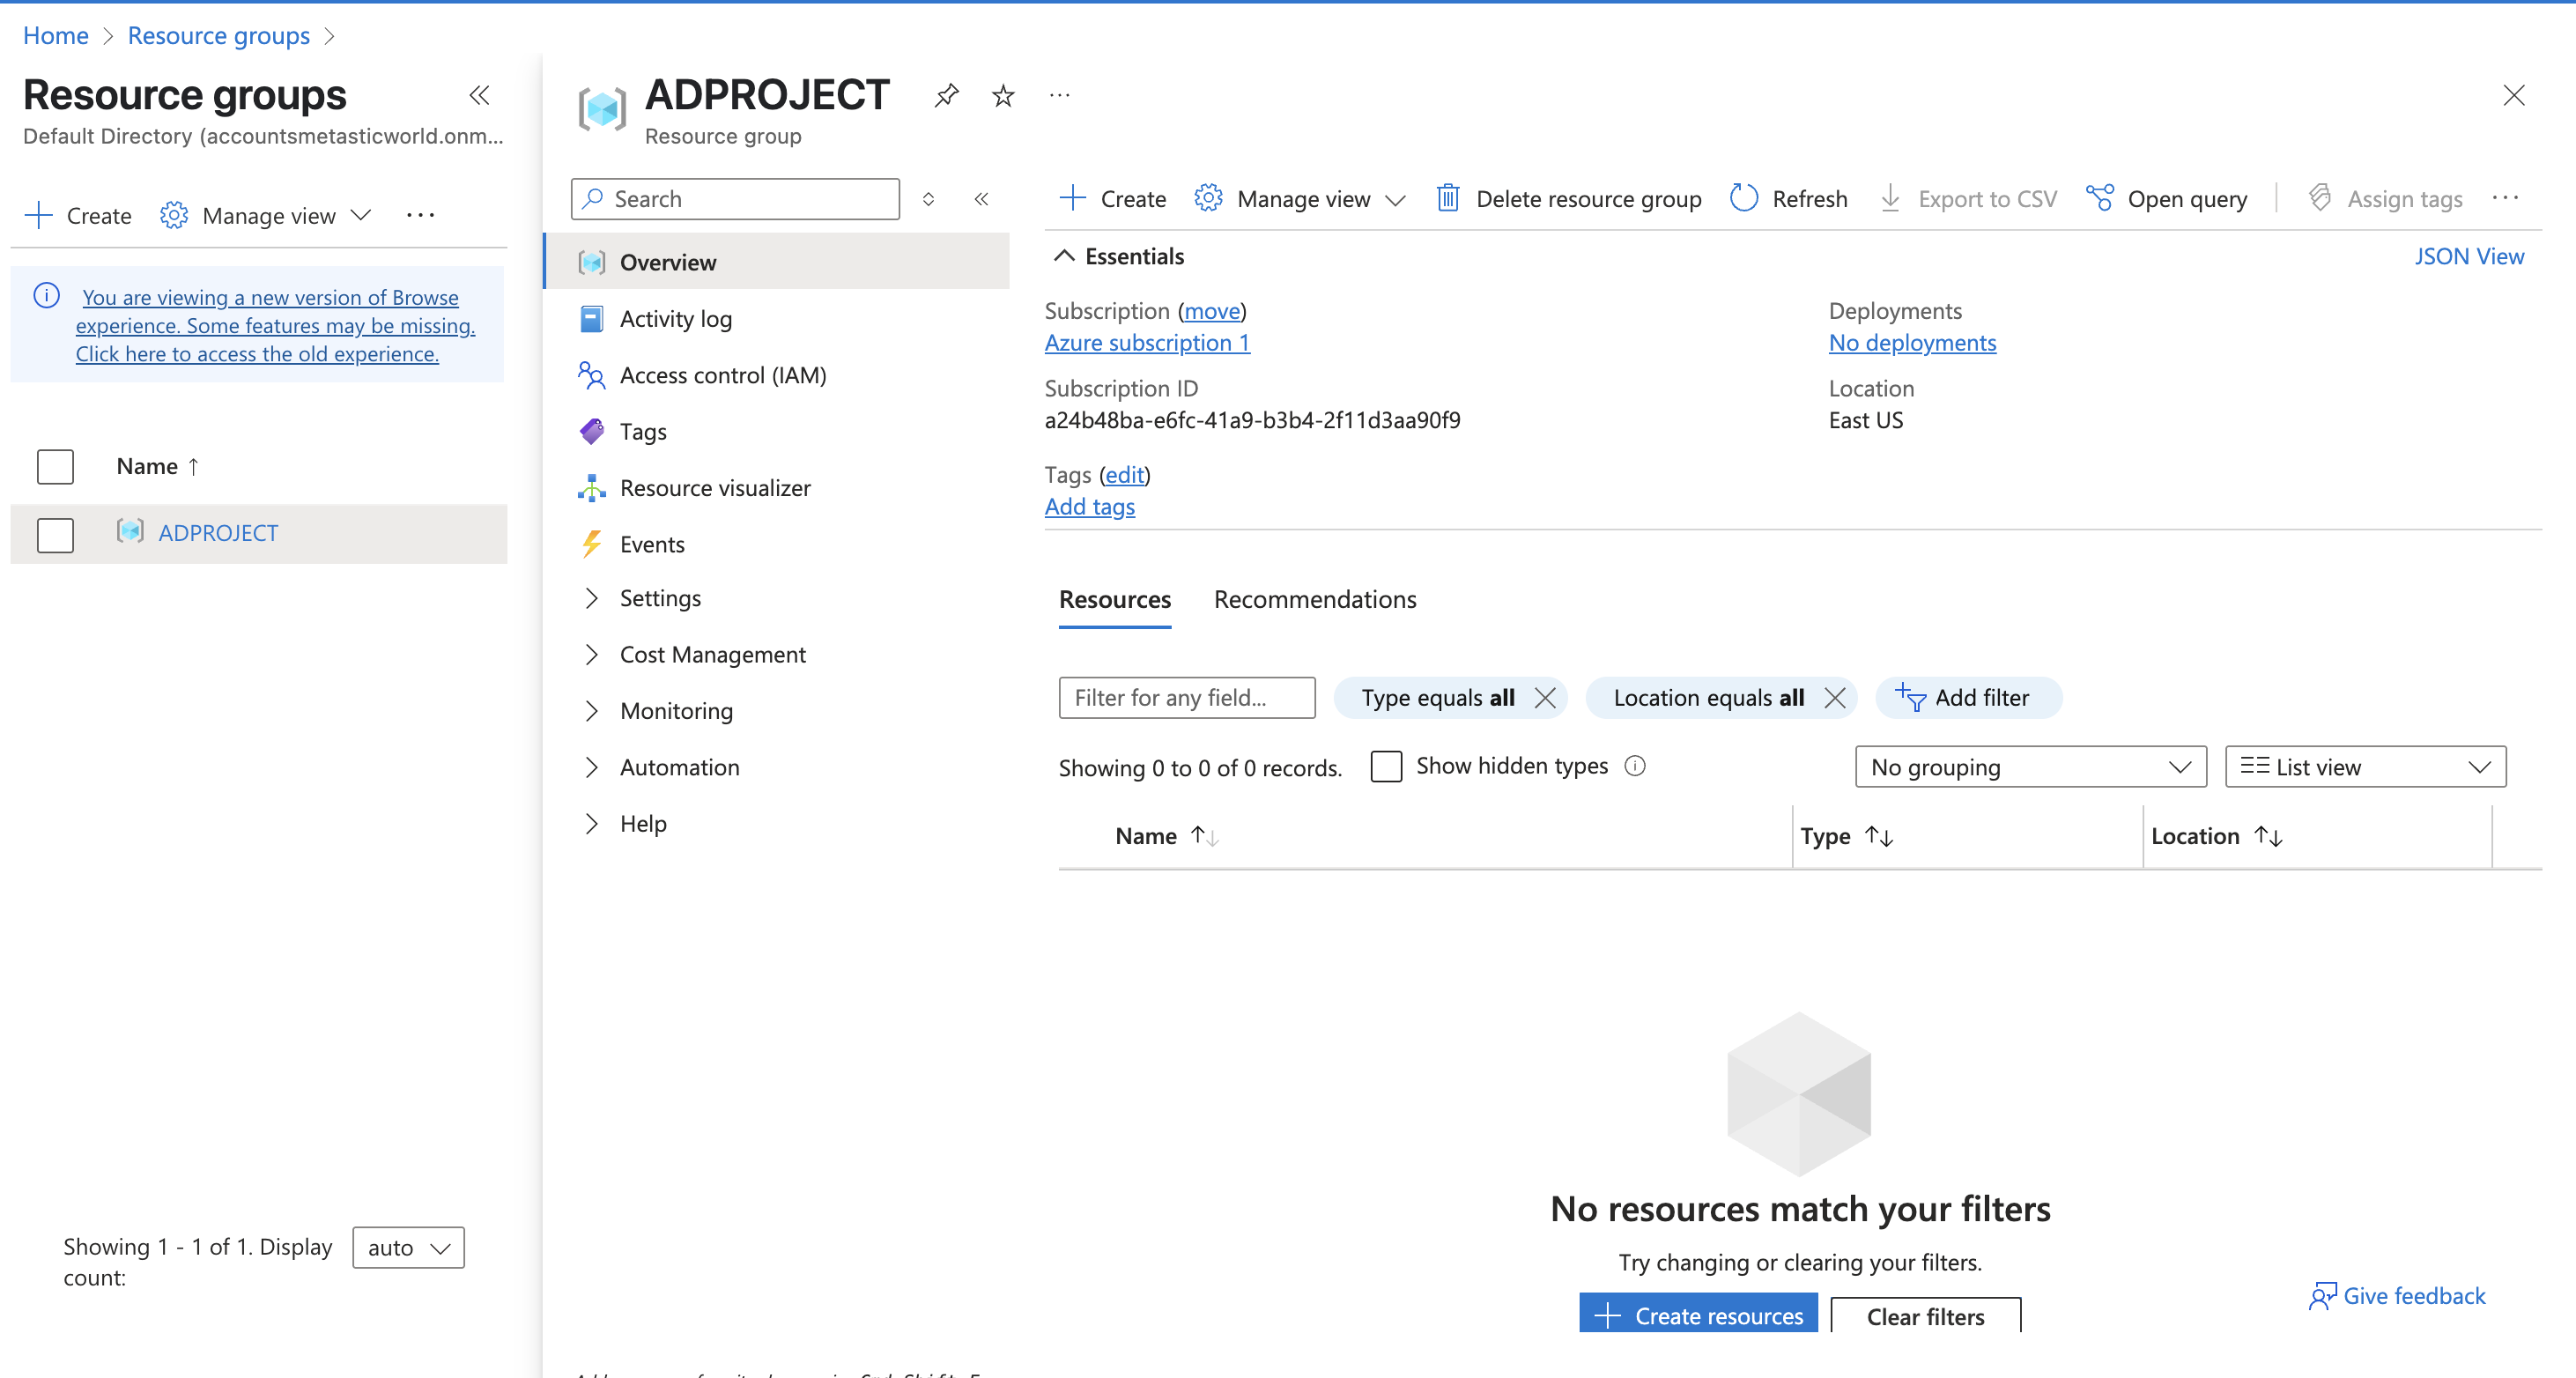 Home > Resource groups >
Resource groups
Default Directory (accountsmetasticworld.onm...
Create
Manage view
You are viewing a new version of Browse
experience. Some features may be missing.
Click here to access the old experience.
Name ↑
ADPROJECT
Showing 1 - 1 of 1. Display
count:
auto
ADPROJECT
Resource group
Search
Overview
Activity log
Access control (IAM)
Tags
Resource visualizer
Events
Settings
Cost Management
Monitoring
Automation
Help
Create
Manage view
Delete resource group
Refresh
Export to CSV
Open query
Assign tags
Essentials
JSON View
Subscription (move)
Azure subscription 1
Subscription ID
a24b48ba-e6fc-41a9-b3b4-2f11d3aa90f9
Deployments
No deployments
Location
East US
Tags (edit)
Add tags
Resources
Recommendations
Filter for any field...
Type equals all
Location equals all
Add filter
Showing 0 to 0 of 0 records.
Show hidden types
No grouping
List view
Name ↑↓
Type ↑↓
Location ↑↓
No resources match your filters
Try changing or clearing your filters.
Create resources
Clear filters
Give feedback